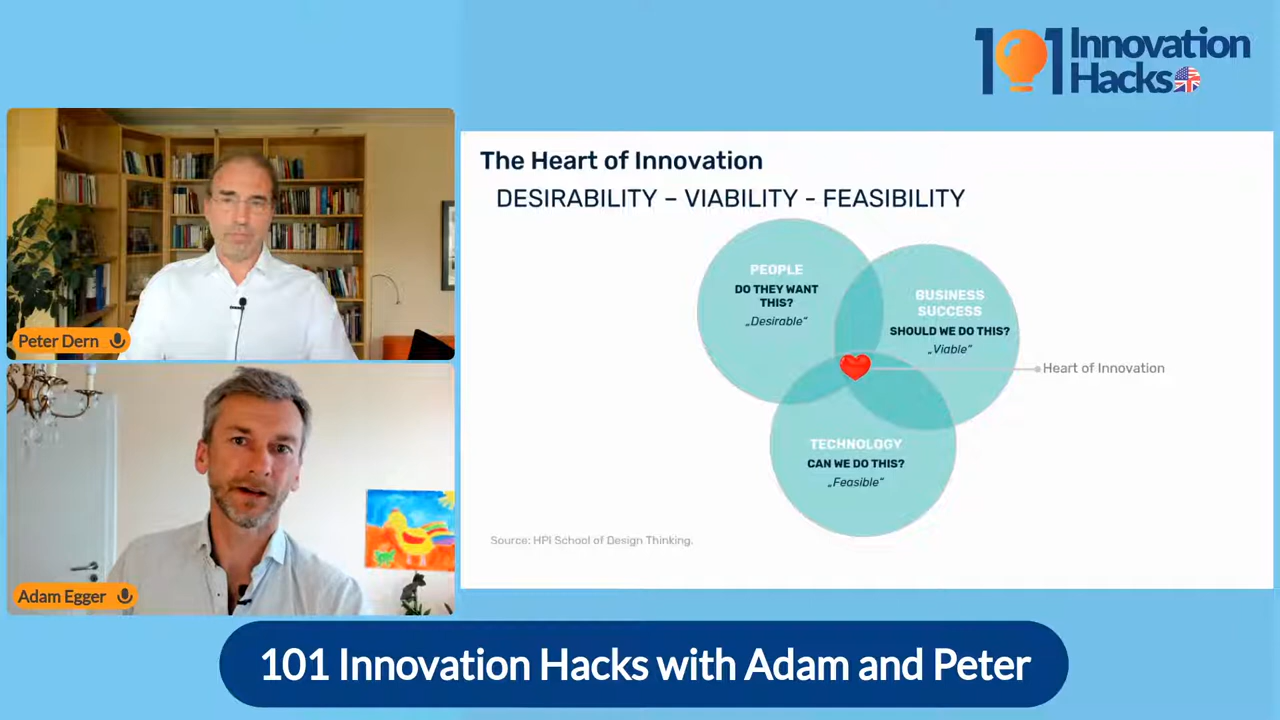 101 Innovation
Hacks
The Heart of Innovation
DESIRABILITY – VIABILITY - FEASIBILITY
PEOPLE
DO THEY WANT
THIS?
„Desirable“
BUSINESS
SUCCESS
SHOULD WE DO THIS?
„Viable“
Heart of Innovation
TECHNOLOGY
CAN WE DO THIS?
„Feasible“
Source: HPI School of Design Thinking.
Peter Dern
Adam Egger
101 Innovation Hacks with Adam and Peter